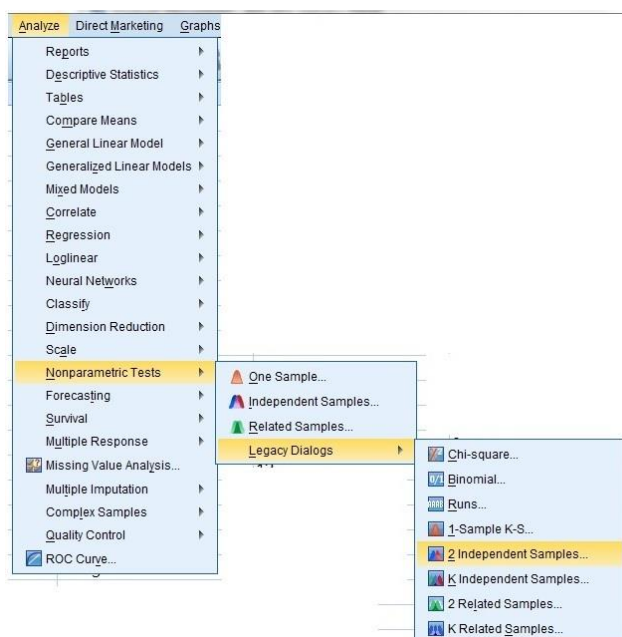 Analyze Direct Marketing Graphs
Reports
Descriptive Statistics
Tables
Compare Means
General Linear Model
Generalized Linear Models
Mixed Models
Correlate
Regression
Loglinear
Neural Networks
Classify
Dimension Reduction
Scale
Nonparametric Tests
Forecasting
Survival
Multiple Response
Missing Value Analysis...
Multiple Imputation
Complex Samples
Quality Control
ROC Curve...
One Sample...
Independent Samples...
Related Samples...
Legacy Dialogs
Chi-square...
0/1 Binomial...
Runs...
1-Sample K-S...
2 Independent Samples...
K Independent Samples...
2 Related Samples...
K Related Samples...